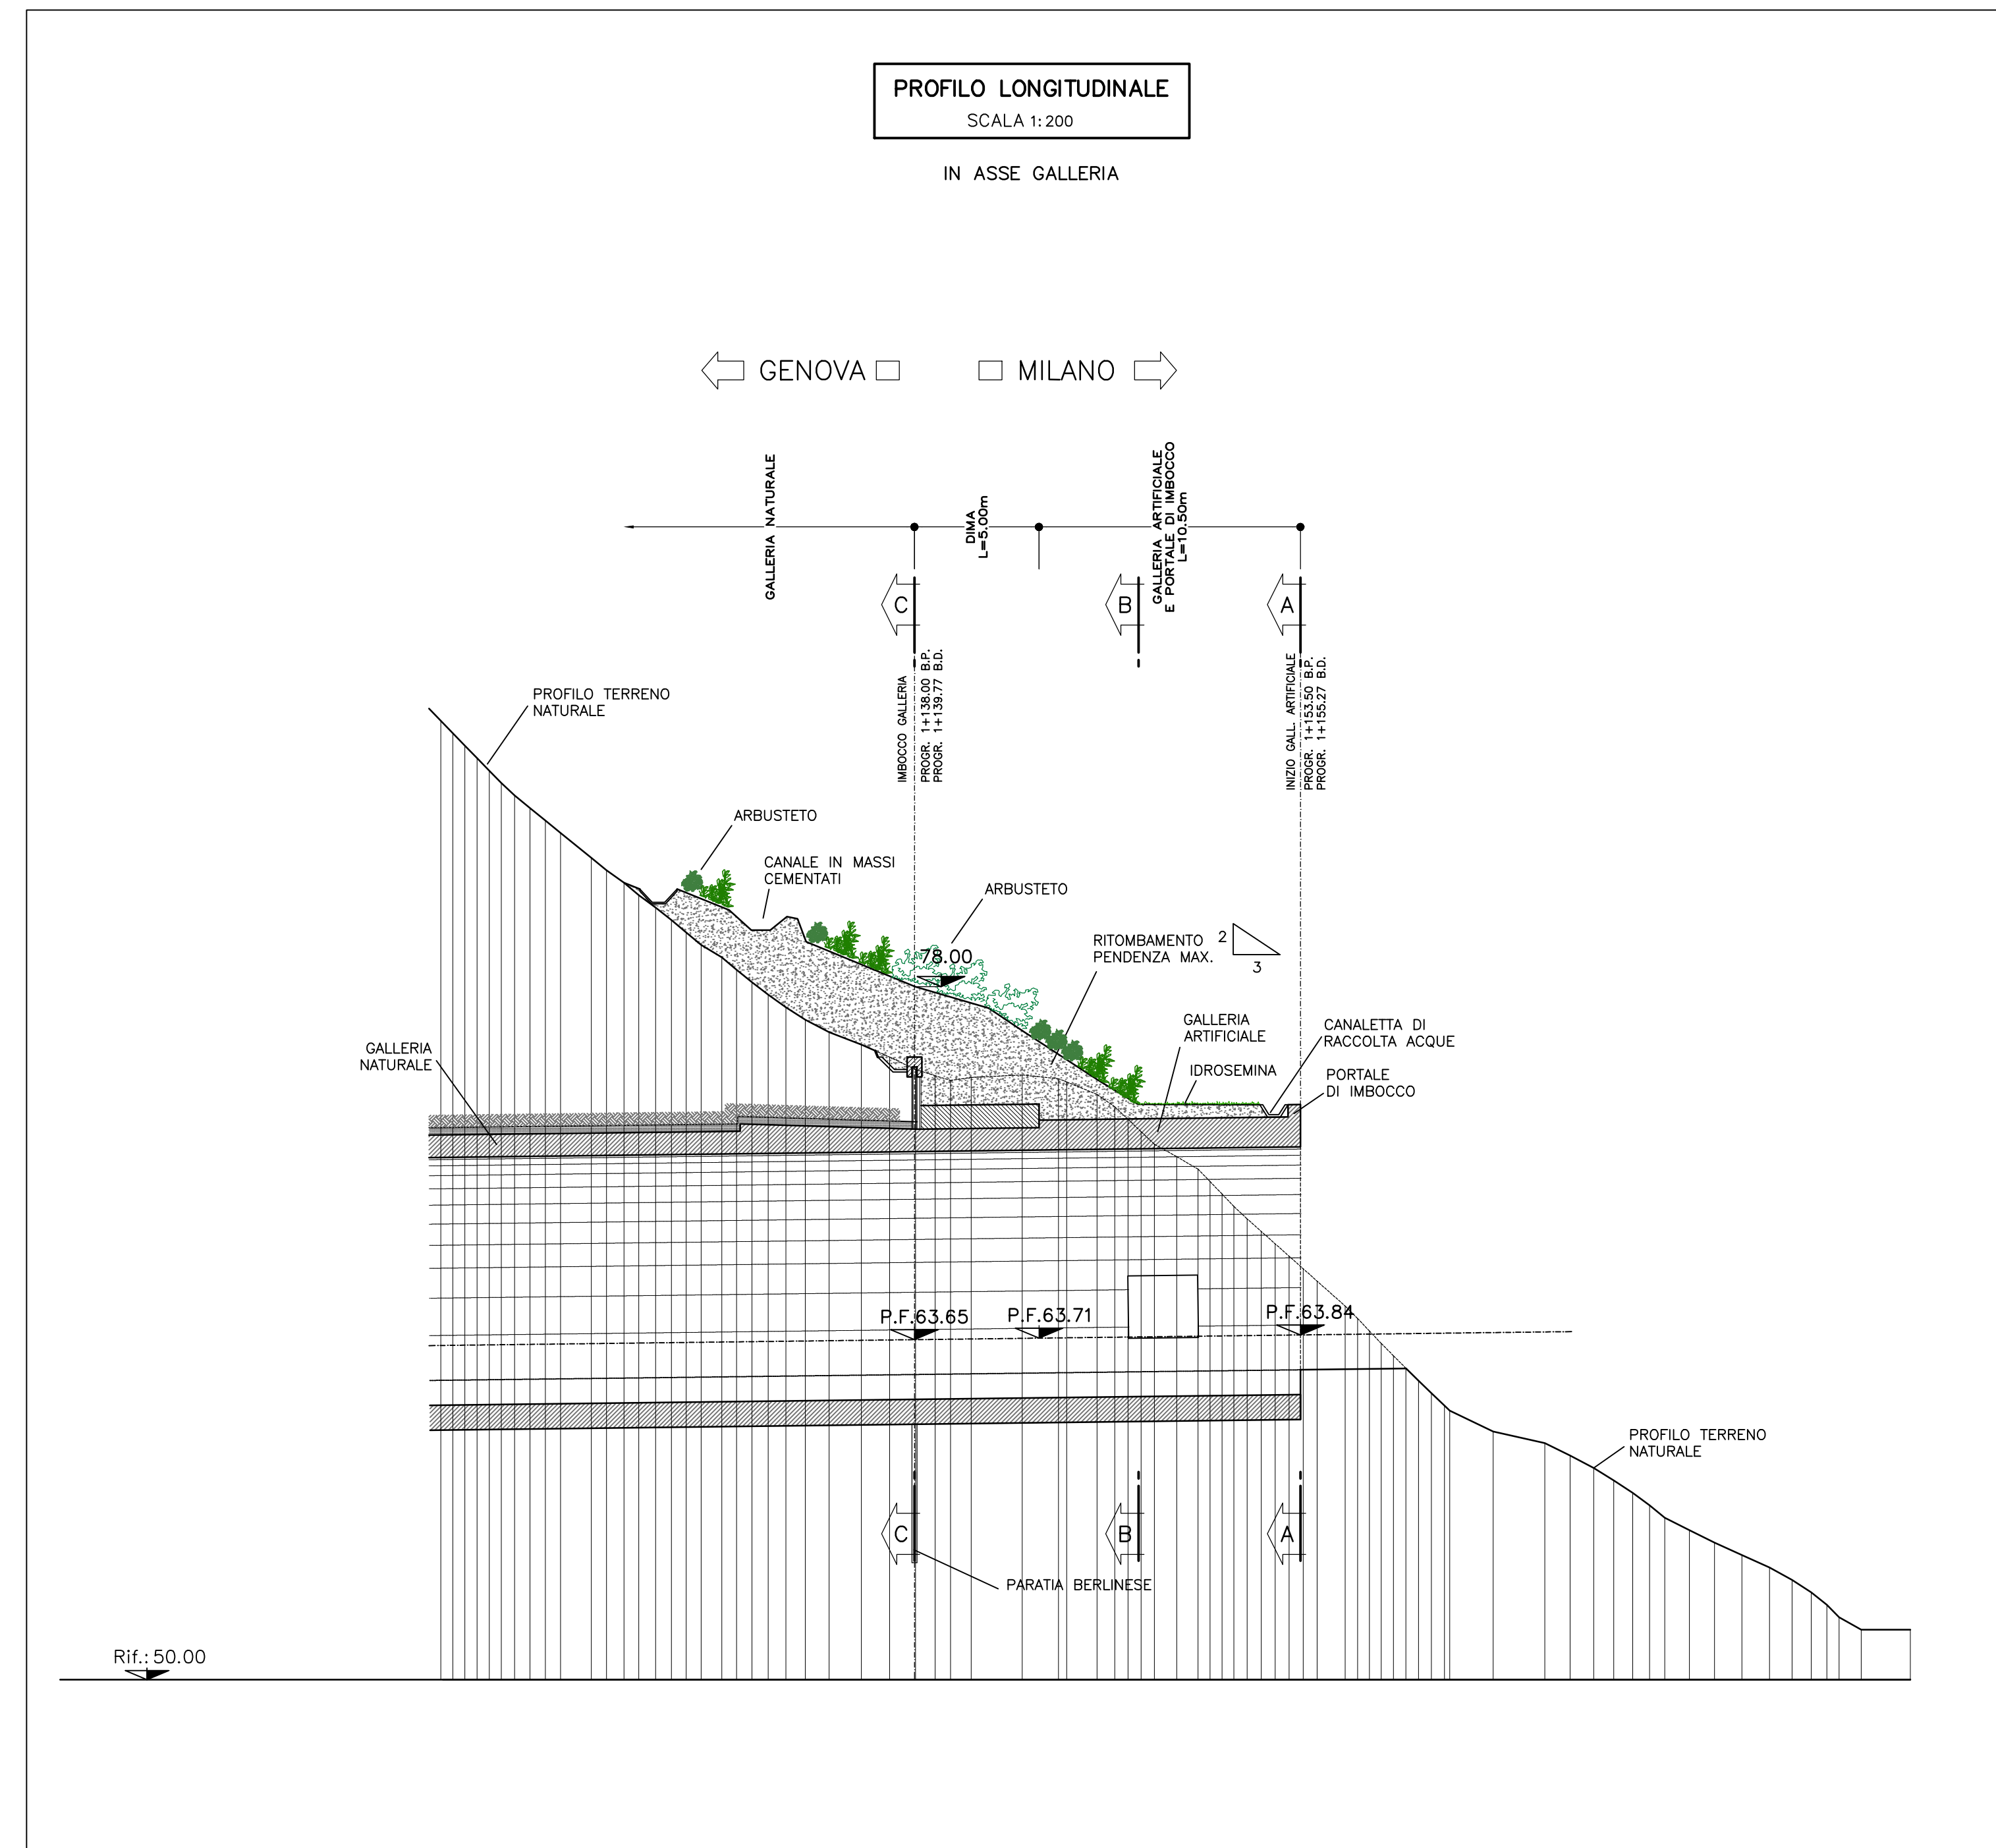 PROFILO LONGITUDINALE
SCALA 1:200
IN ASSE GALLERIA
GENOVA
MILANO
GALLERIA NATURALE
DIMA
L=5.00m
GALLERIA ARTIFICIALE
E PORTALE DI IMBOCCO
L=10.50m
C
B
A
IMBOCCO GALLERIA
PROGR. 1+138.00 B.P.
PROGR. 1+139.77 B.D.
INIZIO GALL. ARTIFICIALE
PROGR. 1+153.50 B.P.
PROGR. 1+155.27 B.D.
PROFILO TERRENO
NATURALE
ARBUSTETO
CANALE IN MASSI
CEMENTATI
ARBUSTETO
78.00
RITOMBAMENTO
PENDENZA MAX.
2
3
GALLERIA
NATURALE
GALLERIA
ARTIFICIALE
CANALETTA DI
RACCOLTA ACQUE
IDROSEMINA
PORTALE
DI IMBOCCO
P.F.63.65
P.F.63.71
P.F.63.84
PROFILO TERRENO
NATURALE
C
B
A
PARATIA BERLINESE
Rif.: 50.00